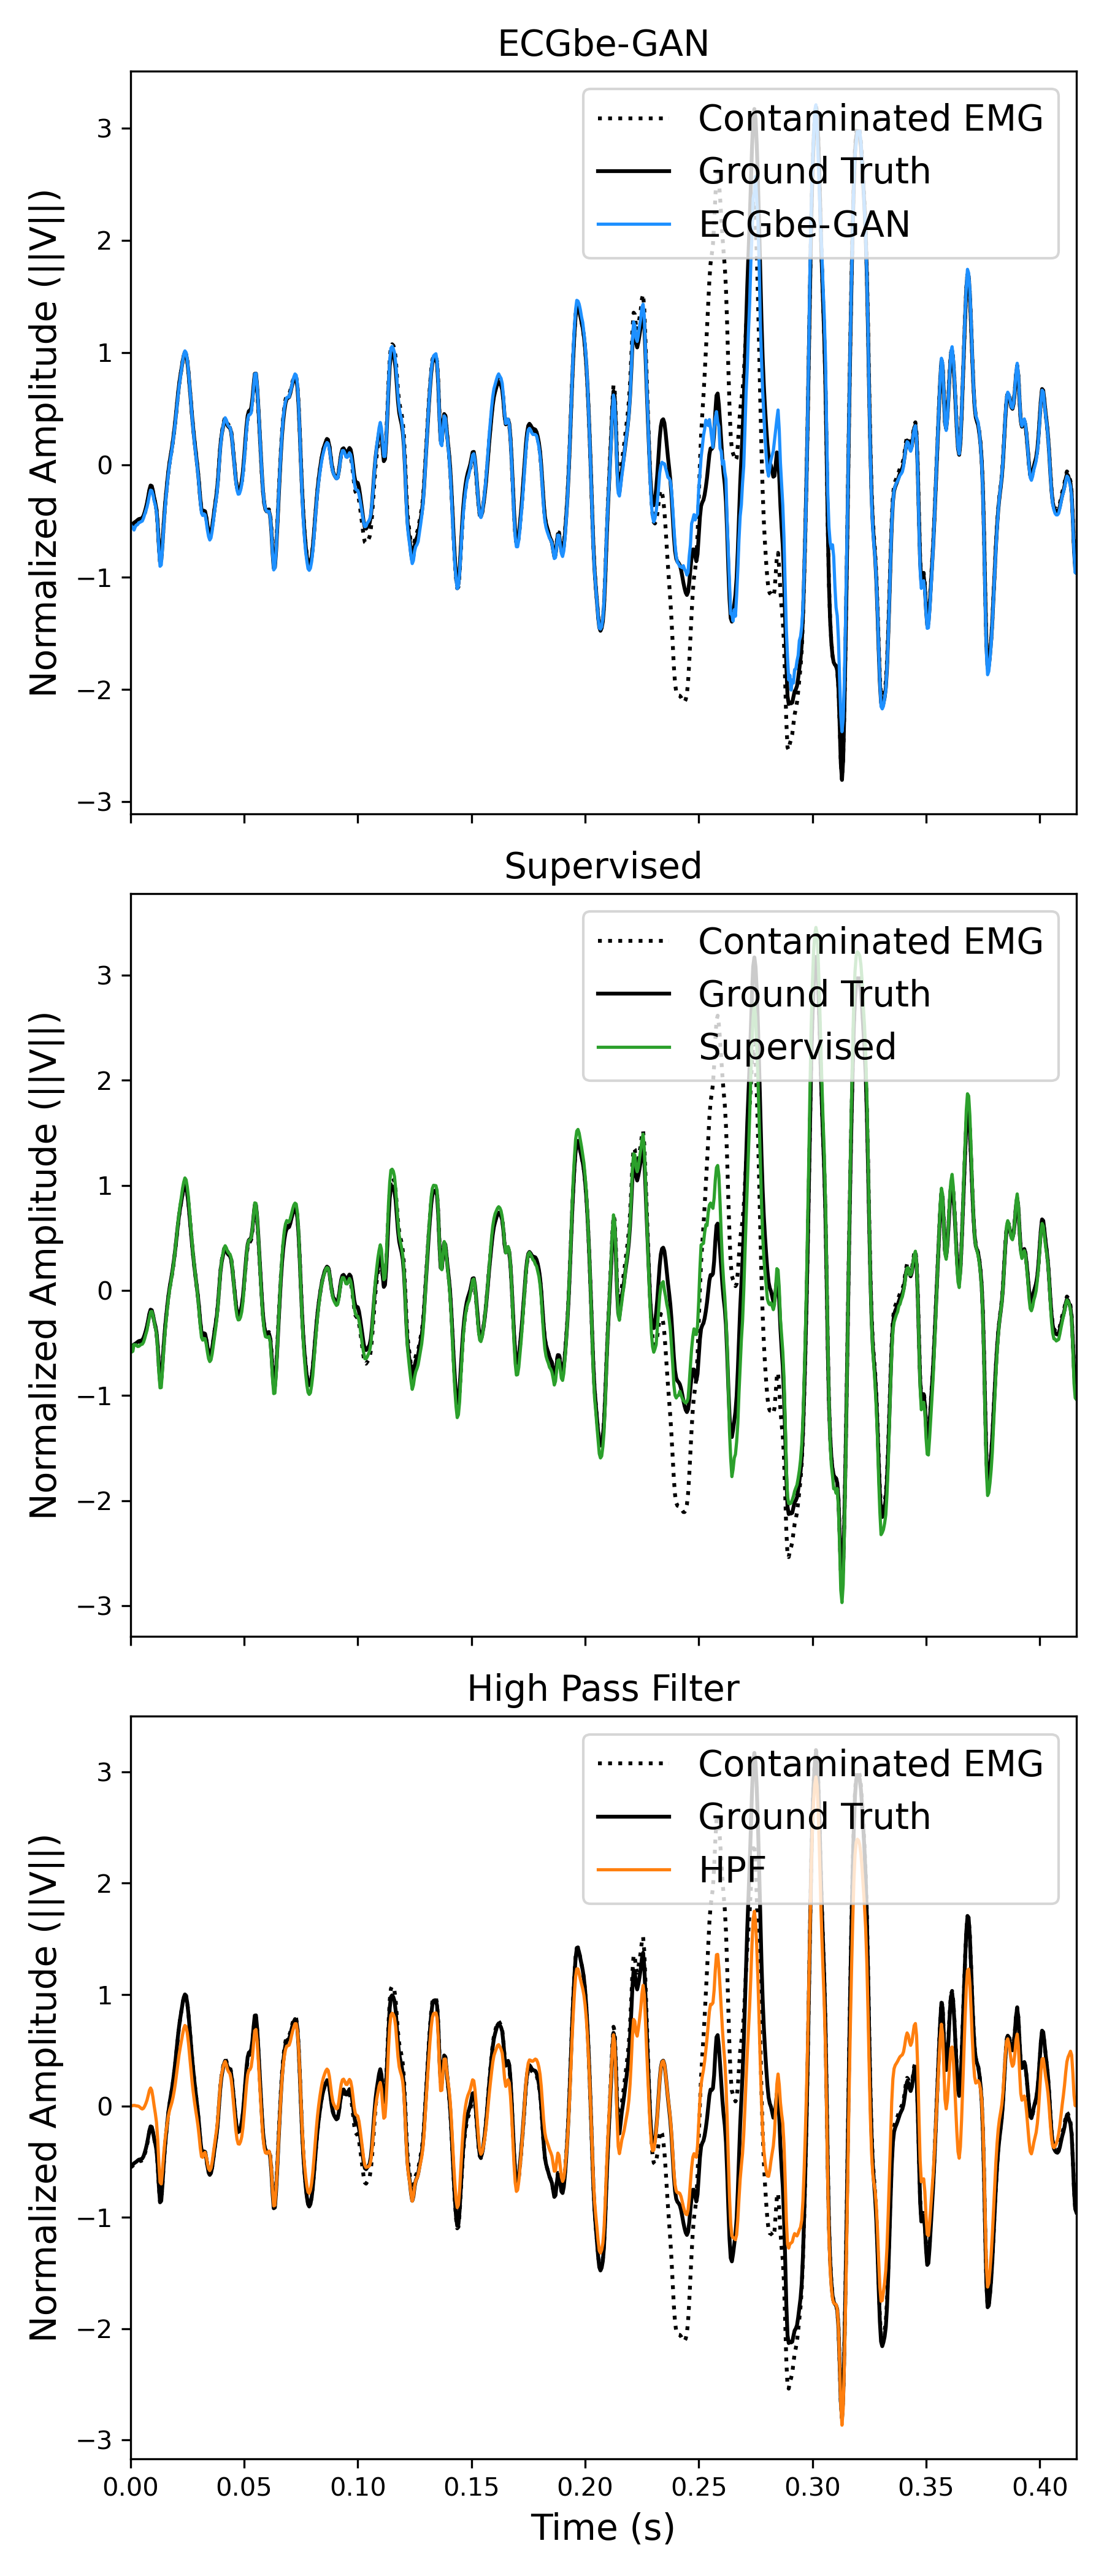 ECGbe-GAN
Contaminated EMG
Ground Truth
ECGbe-GAN
Normalized Amplitude (||V||)
3
2
1
0
−1
−2
−3
Supervised
Contaminated EMG
Ground Truth
Supervised
Normalized Amplitude (||V||)
3
2
1
0
−1
−2
−3
High Pass Filter
Contaminated EMG
Ground Truth
HPF
Normalized Amplitude (||V||)
3
2
1
0
−1
−2
−3
0.00 0.05 0.10 0.15 0.20 0.25 0.30 0.35 0.40
Time (s)